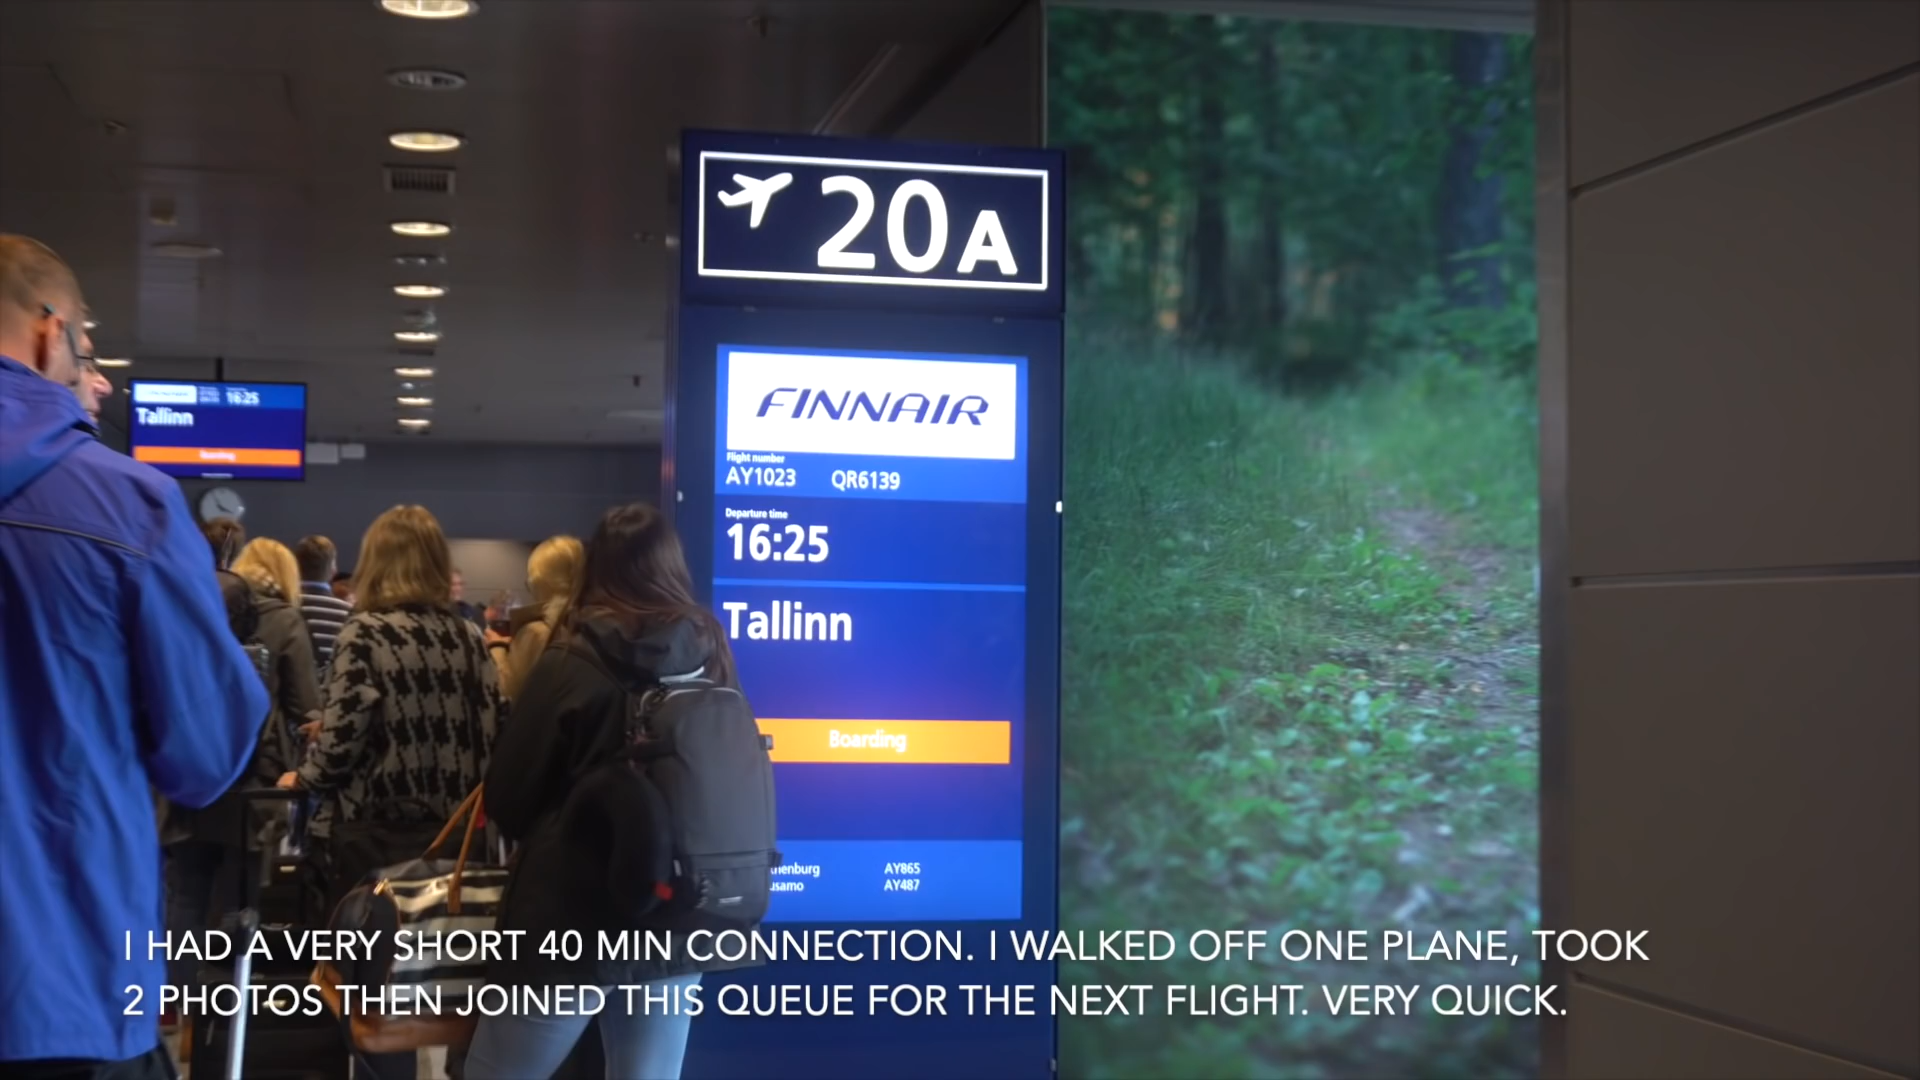 20A
FINNAIR
Flight number
AY1023 QR6139
Departure time
16:25
Tallinn
Boarding
AY865
AY487
16:25
Tallinn
Boarding
I HAD A VERY SHORT 40 MIN CONNECTION. I WALKED OFF ONE PLANE, TOOK
2 PHOTOS THEN JOINED THIS QUEUE FOR THE NEXT FLIGHT. VERY QUICK.